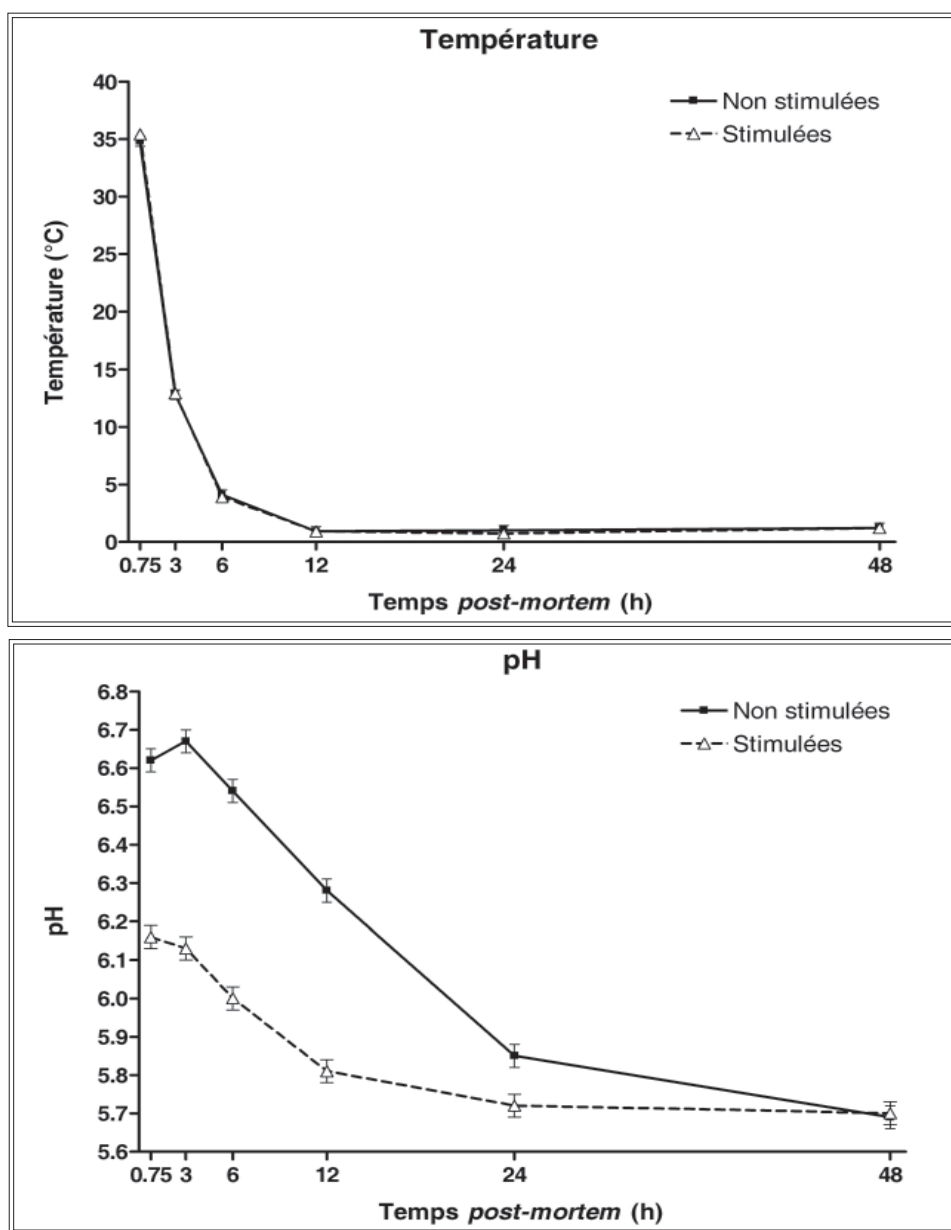 Température
Non stimulées
Stimulées
Température (°C)
40
35
30
25
20
15
10
5
0
0.75 3 6 12 24 48
Temps post-mortem (h)
pH
Non stimulées
Stimulées
pH
6.8
6.7
6.6
6.5
6.4
6.3
6.2
6.1
6.0
5.9
5.8
5.7
5.6
0.75 3 6 12 24 48
Temps post-mortem (h)